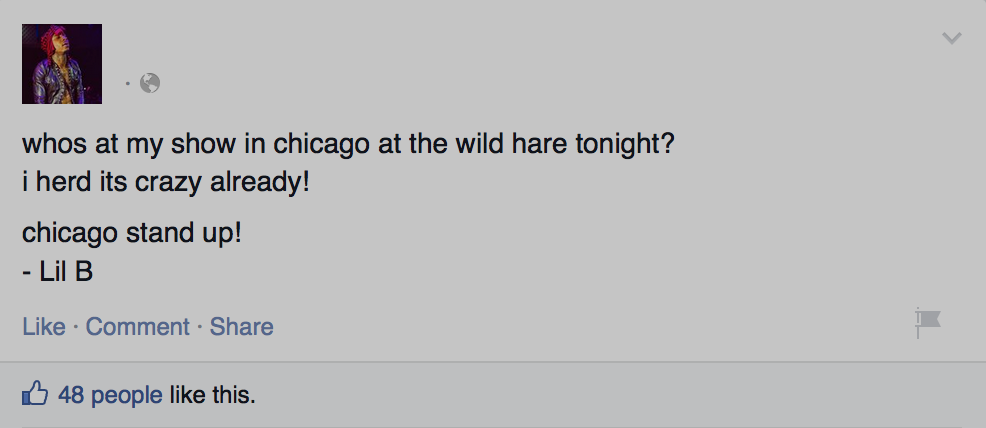 whos at my show in chicago at the wild hare tonight?
i herd its crazy already!
chicago stand up!
- Lil B
Like · Comment · Share
48 people like this.